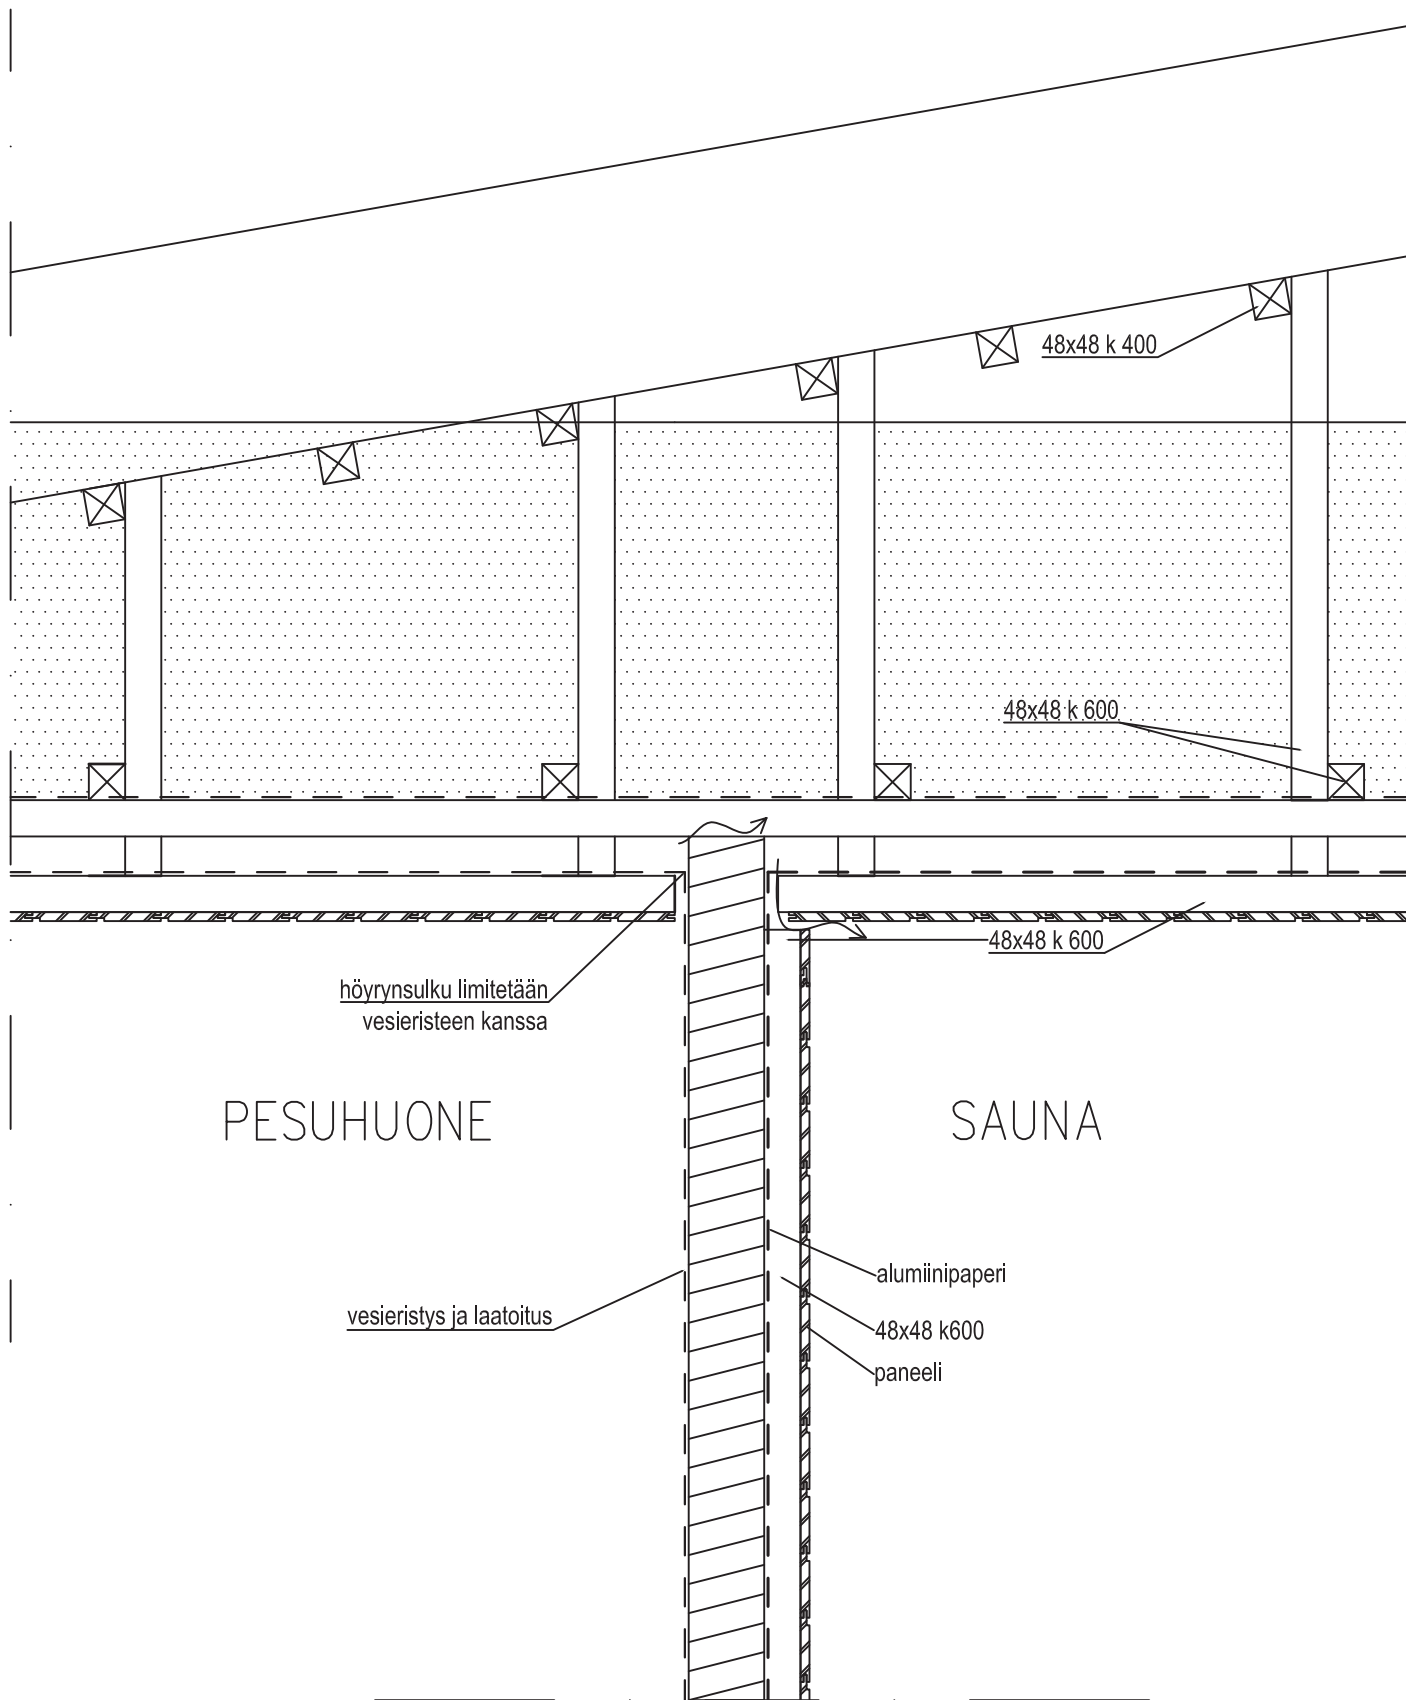 48x48 k 400
48x48 k 600
48x48 k 600
höyrynsulku limitetään
vesieristeen kanssa
PESUHUONE
SAUNA
alumiinipaperi
vesieristys ja laatoitus
48x48 k600
paneeli